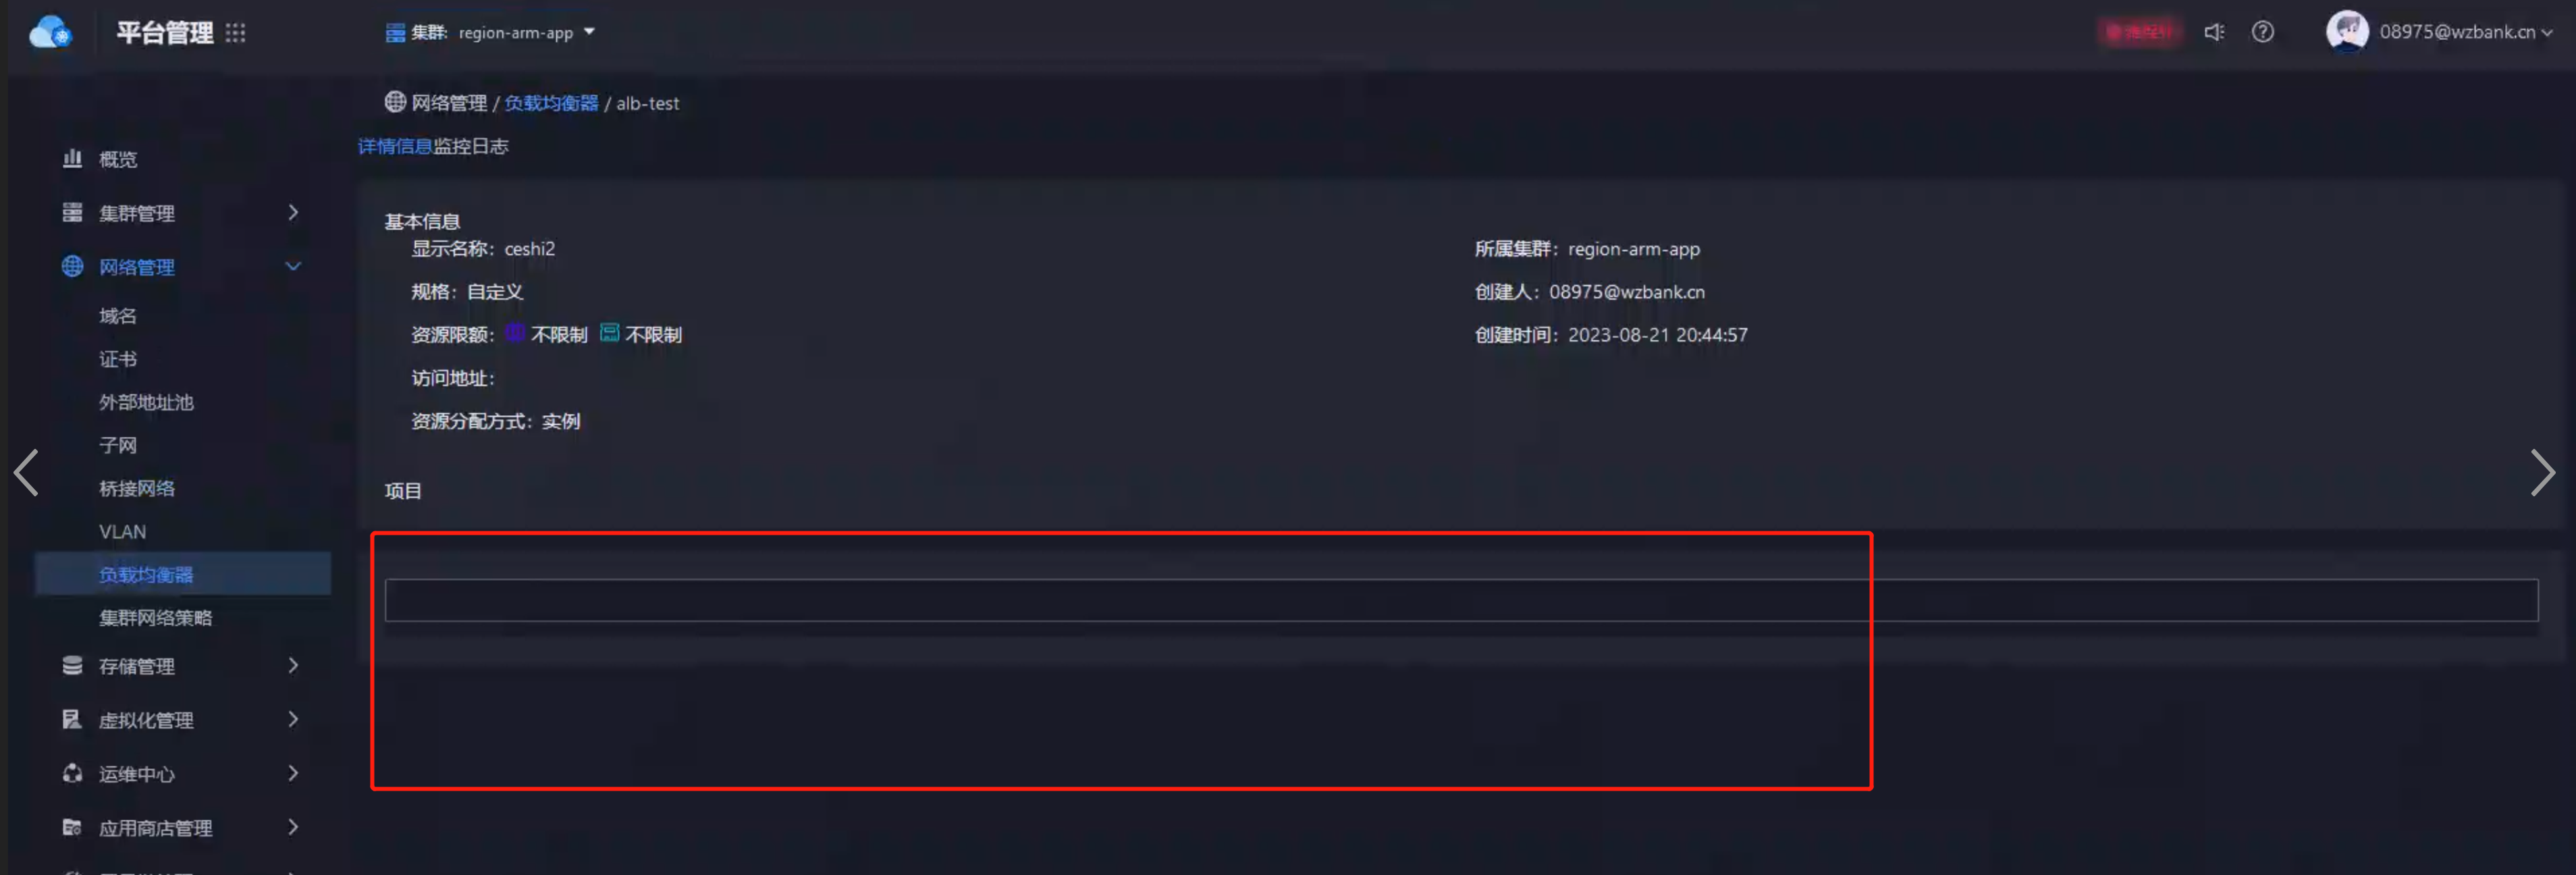 平台管理
集群: region-arm-app
08975@wzbank.cn
网络管理 / 负载均衡器 / alb-test
详情信息监控日志
概览
集群管理
网络管理
域名
证书
外部地址池
子网
桥接网络
VLAN
负载均衡器
集群网络策略
存储管理
虚拟化管理
运维中心
应用商店管理
基本信息
显示名称: ceshi2
所属集群: region-arm-app
规格: 自定义
创建人: 08975@wzbank.cn
资源限额: 不限制 不限制
创建时间: 2023-08-21 20:44:57
访问地址:
资源分配方式: 实例
项目